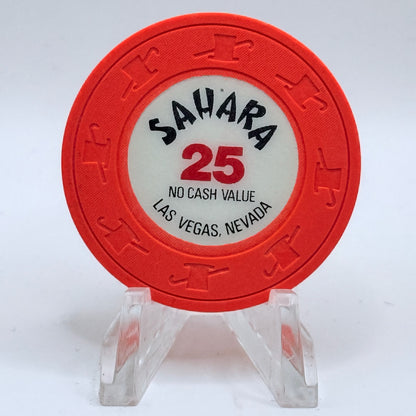 SAHARA
25
NO CASH VALUE
LAS VEGAS, NEVADA